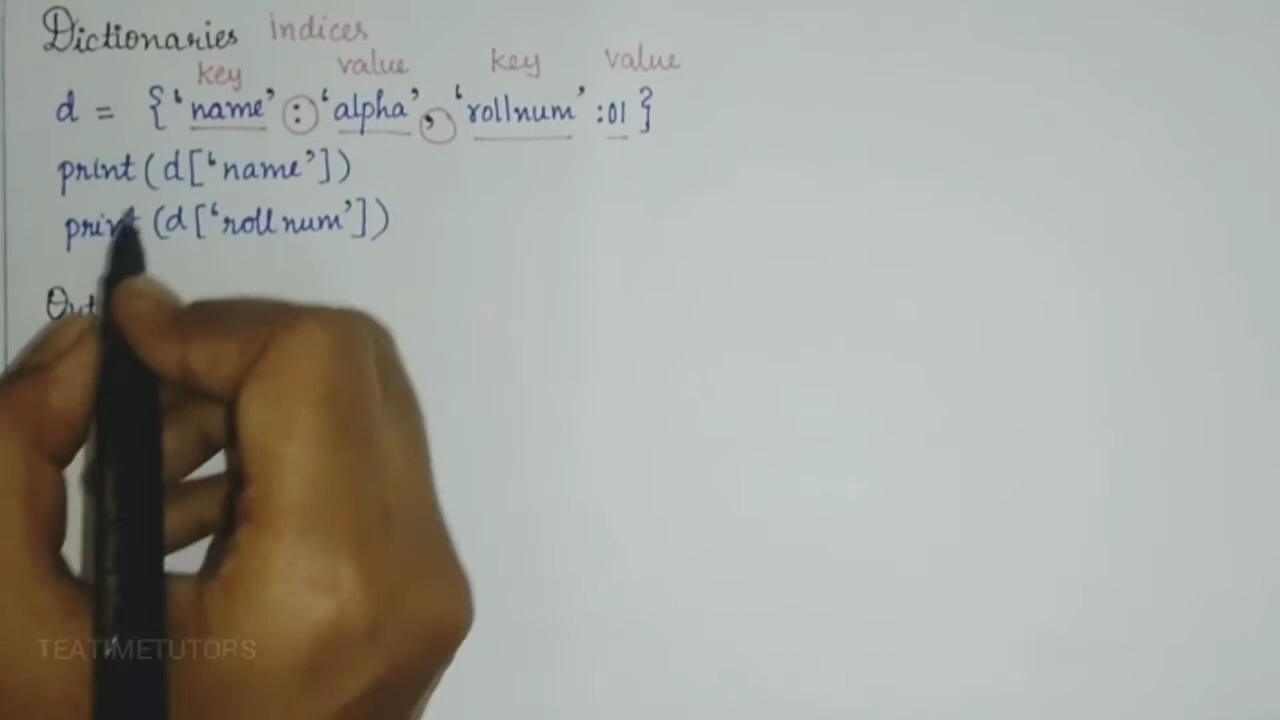 Dictionaries indices
key value key value
d = {'name' : 'alpha', 'rollnum' :01}
print(d['name'])
print(d['rollnum'])
TEATIMETUTORS